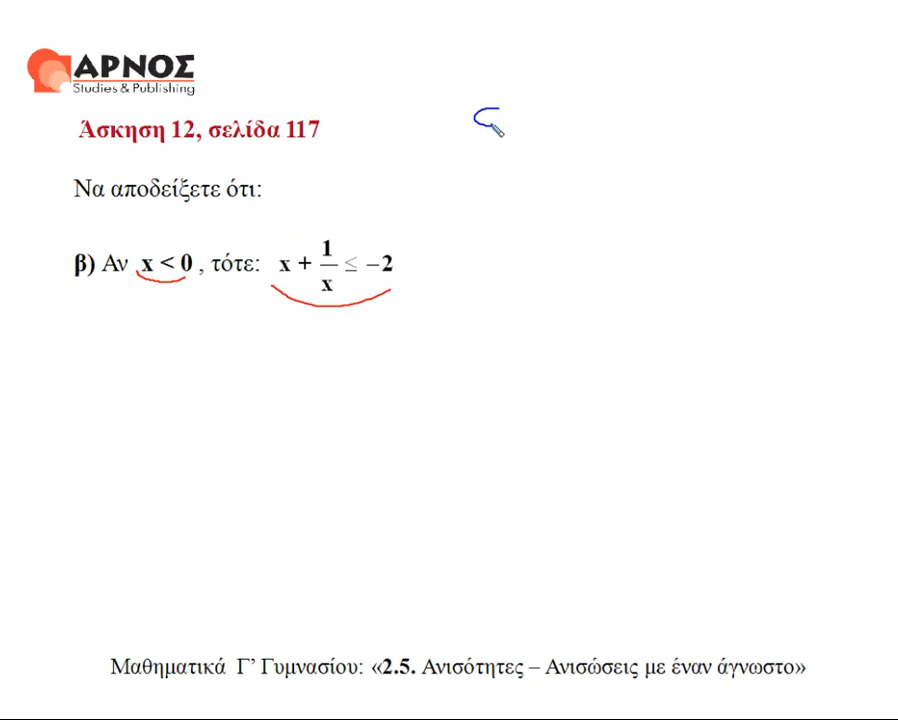 ΑΡΝΟΣ
Studies & Publishing
Άσκηση 12, σελίδα 117
Να αποδείξετε ότι:
β) Αν x < 0 , τότε: x + 1/x ≤ −2
Μαθηματικά Γ’ Γυμνασίου: «2.5. Ανισότητες – Ανισώσεις με έναν άγνωστο»